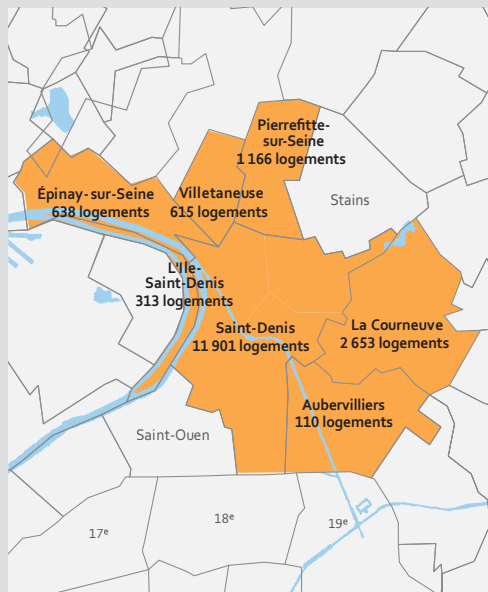 Pierrefitte-
sur-Seine
1 166 logements
Épinay-sur-Seine
638 logements
Villetaneuse
615 logements
Stains
L'Ile-
Saint-Denis
313 logements
Saint-Denis
11 901 logements
La Courneuve
2 653 logements
Aubervilliers
110 logements
Saint-Ouen
17e
18e
19e